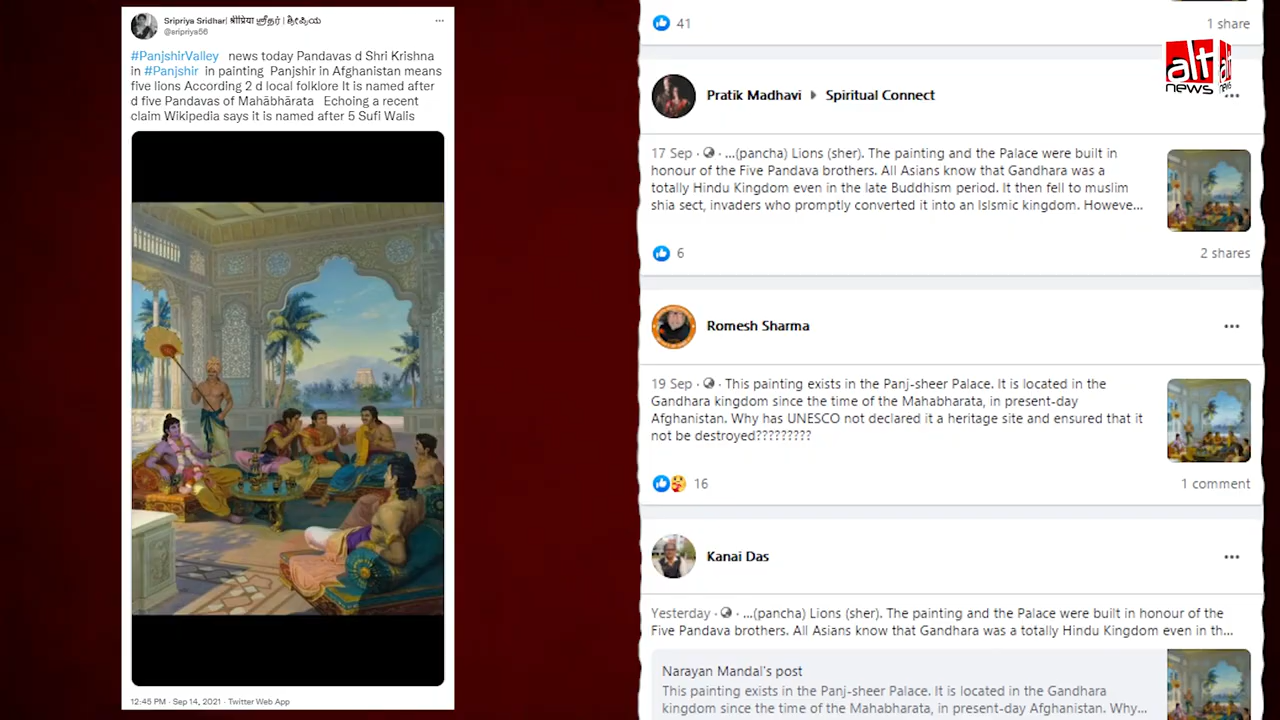 Sripriya Sridhar| श्रीप्रिया
@sripriya56
#PanjshirValley news today Pandavas d Shri Krishna
in #Panjshir in painting Panjshir in Afghanistan means
five lions According 2 d local folklore It is named after
d five Pandavas of Mahābhārata Echoing a recent
claim Wikipedia says it is named after 5 Sufi Walis
12:45 PM · Sep 14, 2021 · Twitter Web App
41
1 share
alt
news
Pratik Madhavi ▸ Spiritual Connect
17 Sep · ...(pancha) Lions (sher). The painting and the Palace were built in
honour of the Five Pandava brothers. All Asians know that Gandhara was a
totally Hindu Kingdom even in the late Buddhism period. It then fell to muslim
shia sect, invaders who promptly converted it into an Islsmic kingdom. Howeve...
6
2 shares
Romesh Sharma
19 Sep · This painting exists in the Panj-sheer Palace. It is located in the
Gandhara kingdom since the time of the Mahabharata, in present-day
Afghanistan. Why has UNESCO not declared it a heritage site and ensured that it
not be destroyed?????????
16
1 comment
Kanai Das
Yesterday · ...(pancha) Lions (sher). The painting and the Palace were built in honour of the
Five Pandava brothers. All Asians know that Gandhara was a totally Hindu Kingdom even in th...
Narayan Mandal's post
This painting exists in the Panj-sheer Palace. It is located in the Gandhara
kingdom since the time of the Mahabharata, in present-day Afghanistan. Why...